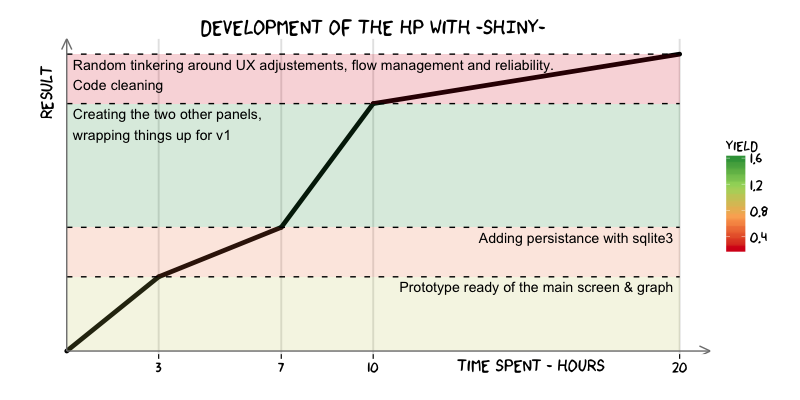 DEVELOPMENT OF THE HP WITH -SHINY-
RESULT
Random tinkering around UX adjustements, flow management and reliability.
Code cleaning
Creating the two other panels,
wrapping things up for v1
YIELD
1.6
1.2
0.8
0.4
Adding persistance with sqlite3
Prototype ready of the main screen & graph
3
7
10
TIME SPENT - HOURS
20